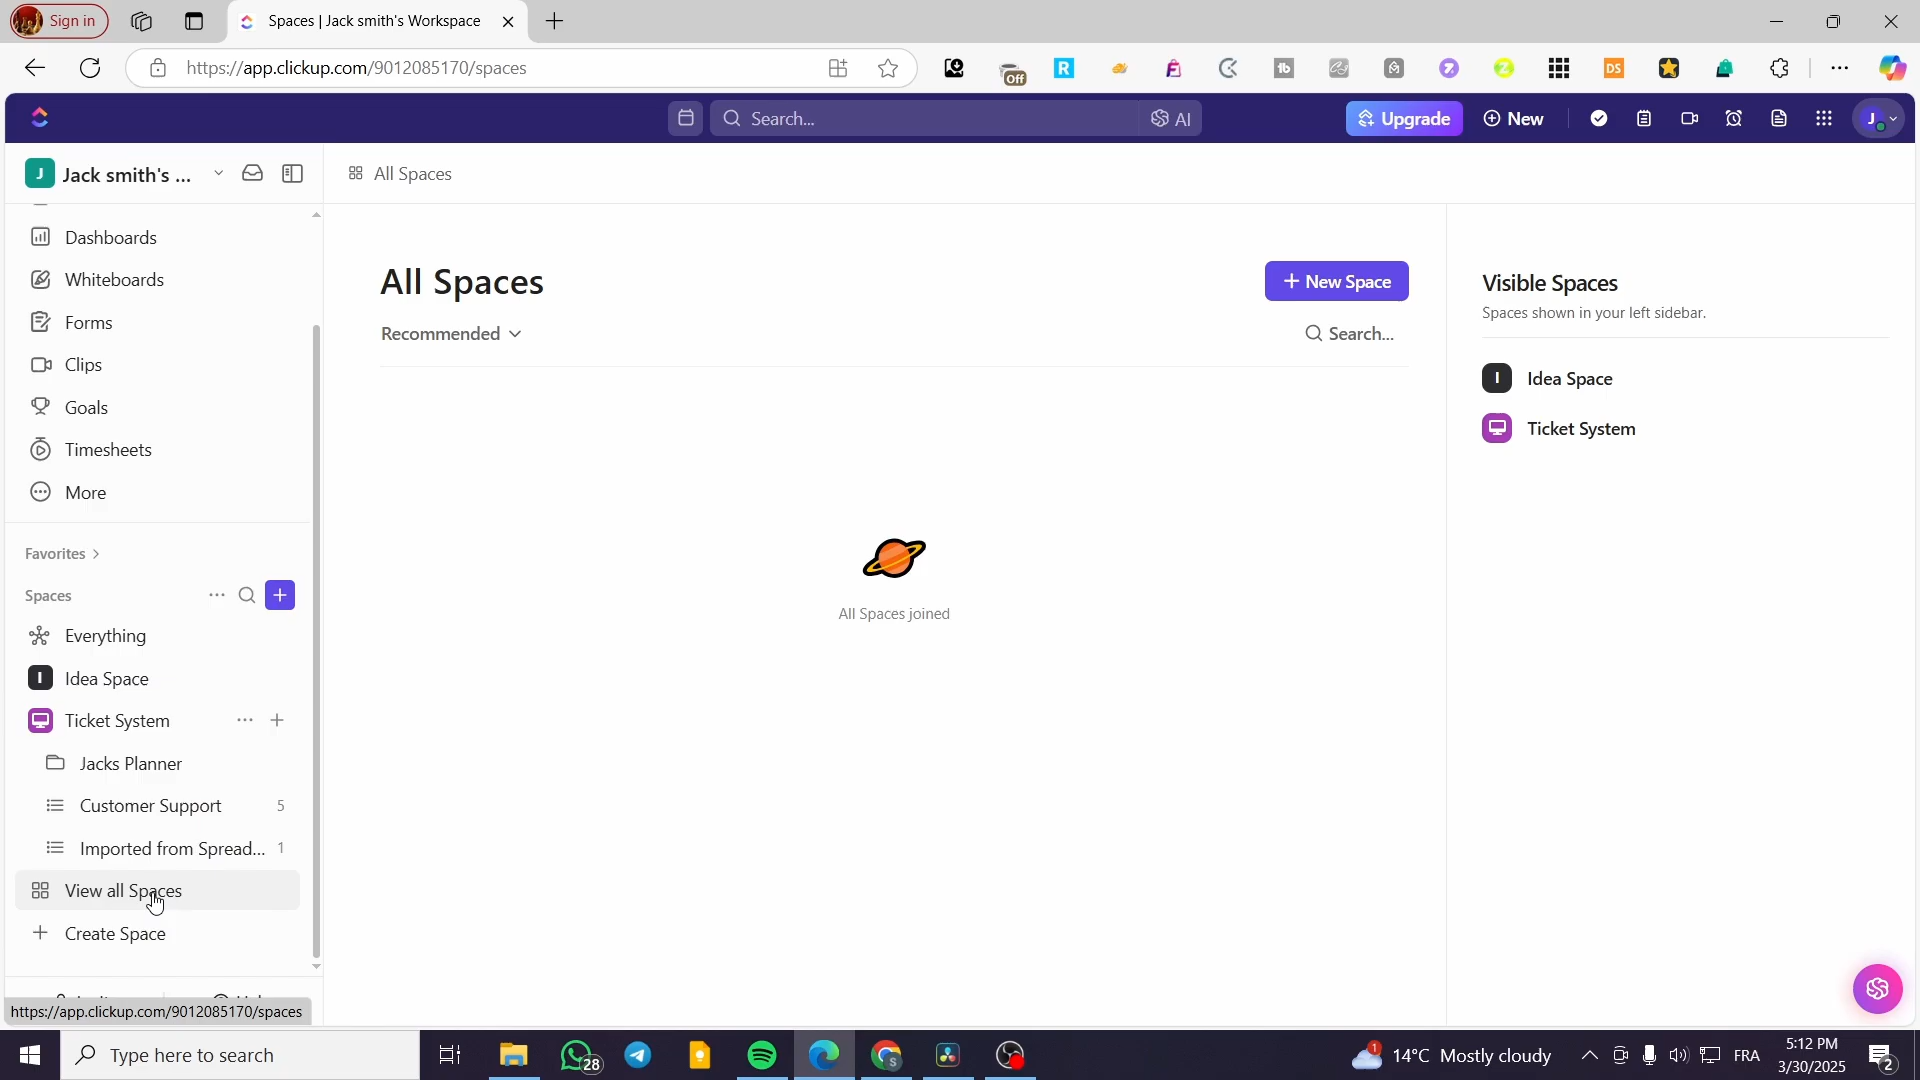 Sign in
Spaces | Jack smith's Workspace
https://app.clickup.com/9012085170/spaces
Off
R
tb
DS
Search...
AI
Upgrade
New
J
J Jack smith's ...
All Spaces
Dashboards
Whiteboards
Forms
Clips
Goals
Timesheets
More
Favorites
Spaces
Everything
I Idea Space
Ticket System
Jacks Planner
Customer Support 5
Imported from Spread... 1
View all Spaces
Create Space
https://app.clickup.com/9012085170/spaces
All Spaces
+ New Space
Recommended
Search...
All Spaces joined
Visible Spaces
Spaces shown in your left sidebar.
I Idea Space
Ticket System
Type here to search
28
S
1
14°C Mostly cloudy
FRA
5:12 PM
3/30/2025
2